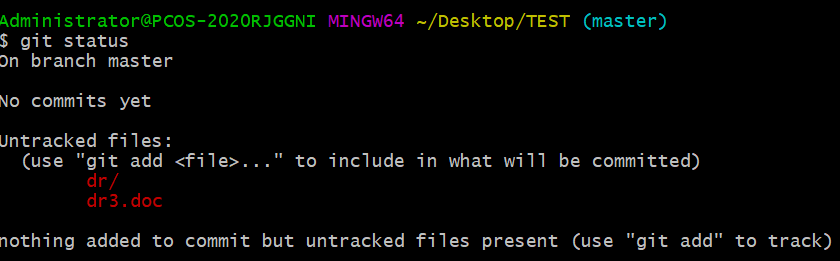 Administrator@PCOS-2020RJGGNI MINGW64 ~/Desktop/TEST (master)
$ git status
On branch master
No commits yet
Untracked files:
(use "git add <file>..." to include in what will be committed)
dr/
dr3.doc
nothing added to commit but untracked files present (use "git add" to track)